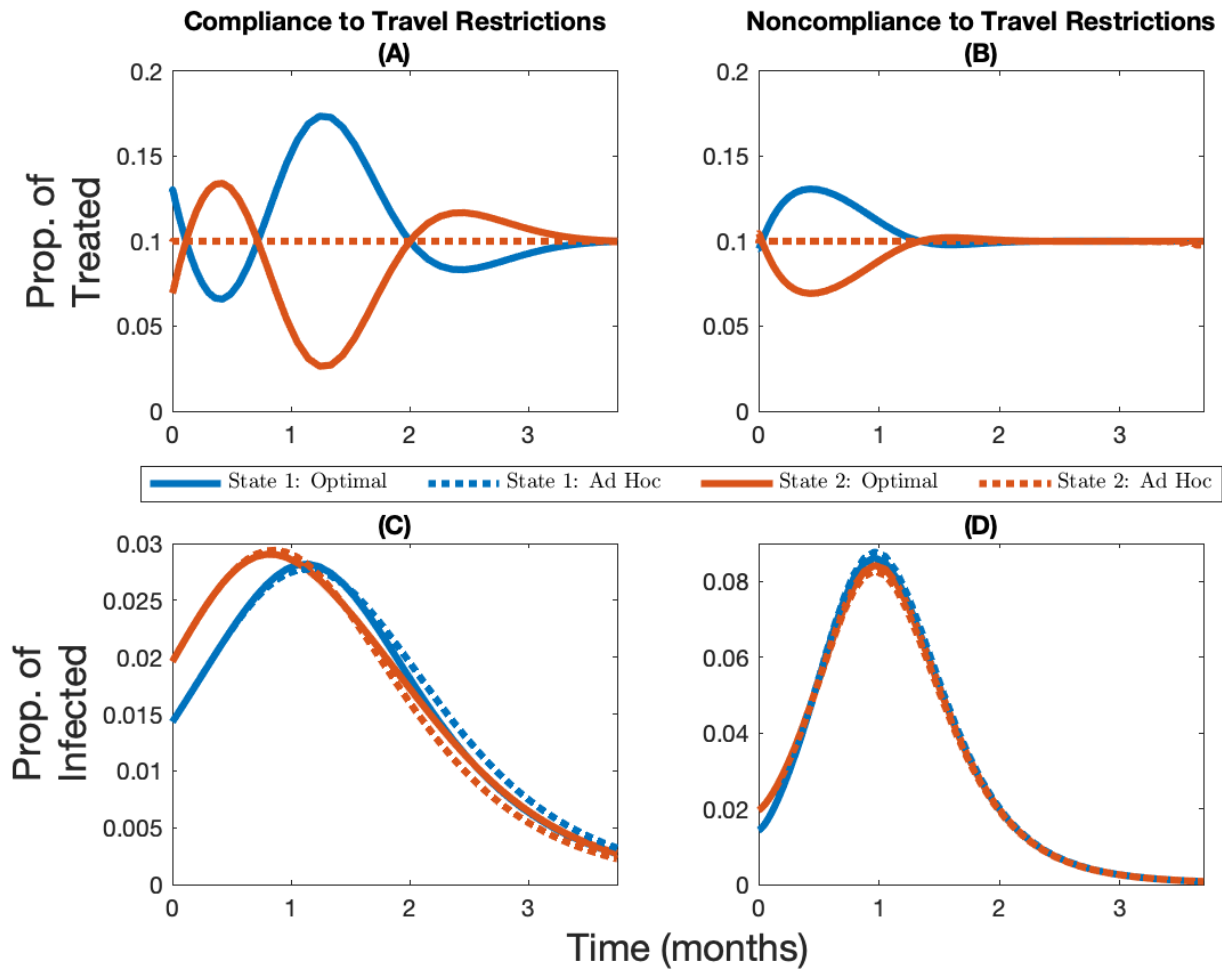 Compliance to Travel Restrictions
(A)
Noncompliance to Travel Restrictions
(B)
Prop. of
Treated
0.2
0.15
0.1
0.05
0
0 1 2 3
0.2
0.15
0.1
0.05
0
0 1 2 3
State 1: Optimal State 1: Ad Hoc State 2: Optimal State 2: Ad Hoc
(C)
(D)
Prop. of
Infected
0.03
0.025
0.02
0.015
0.01
0.005
0
0 1 2 3
0.08
0.06
0.04
0.02
0
0 1 2 3
Time (months)